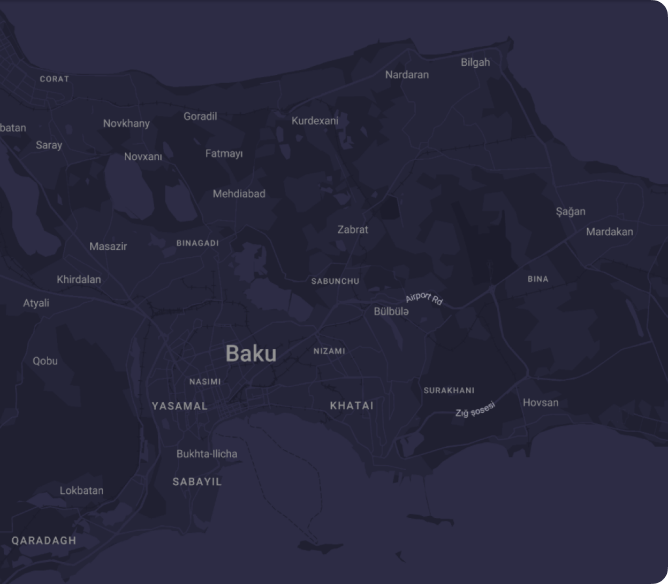 Bilgah
Nardaran
CORAT
Goradil
Kurdexani
Novkhany
batan
Saray
Novxanı
Fatmayı
Mehdiabad
Şağan
Zabrat
Mardakan
BINAGADI
Masazir
Khirdalan
SABUNCHU
BINA
Airport Rd
Atyali
Bülbülə
Baku
NIZAMI
Qobu
NASIMI
SURAKHANI
YASAMAL
KHATAI
Zığ şosesi
Hovsan
Bukhta-Ilicha
SABAYIL
Lokbatan
QARADAGH